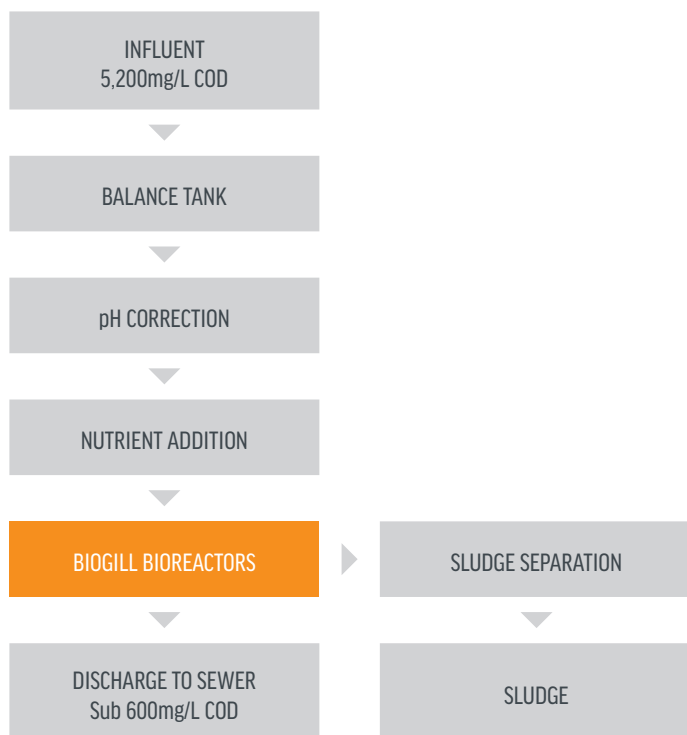 INFLUENT
5,200mg/L COD
BALANCE TANK
pH CORRECTION
NUTRIENT ADDITION
BIOGILL BIOREACTORS
SLUDGE SEPARATION
DISCHARGE TO SEWER
Sub 600mg/L COD
SLUDGE